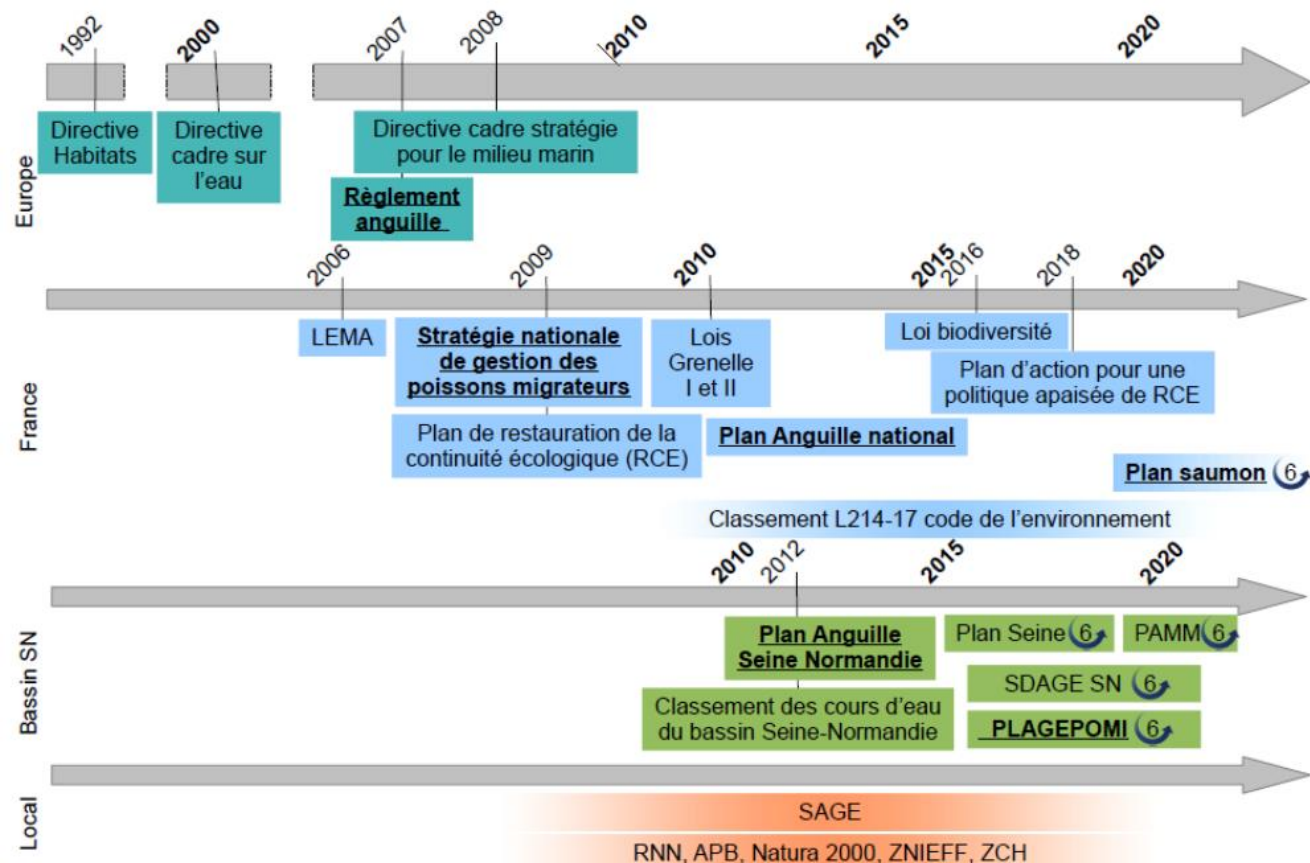 1992
2000
2007
2008
2010
2015
2020
Europe
Directive
Habitats
Directive
cadre sur
l'eau
Directive cadre stratégie
pour le milieu marin
Règlement
anguille
France
2006
2009
2010
2015
2016
2018
2020
LEMA
Stratégie nationale
de gestion des
poissons migrateurs
Lois
Grenelle
I et II
Loi biodiversité
Plan d'action pour une
politique apaisée de RCE
Plan de restauration de la
continuité écologique (RCE)
Plan Anguille national
Plan saumon 6
Classement L214-17 code de l'environnement
Bassin SN
2010
2012
2015
2020
Plan Anguille
Seine Normandie
Plan Seine 6
PAMM 6
Classement des cours d'eau
du bassin Seine-Normandie
SDAGE SN 6
PLAGEPOMI 6
Local
SAGE
RNN, APB, Natura 2000, ZNIEFF, ZCH